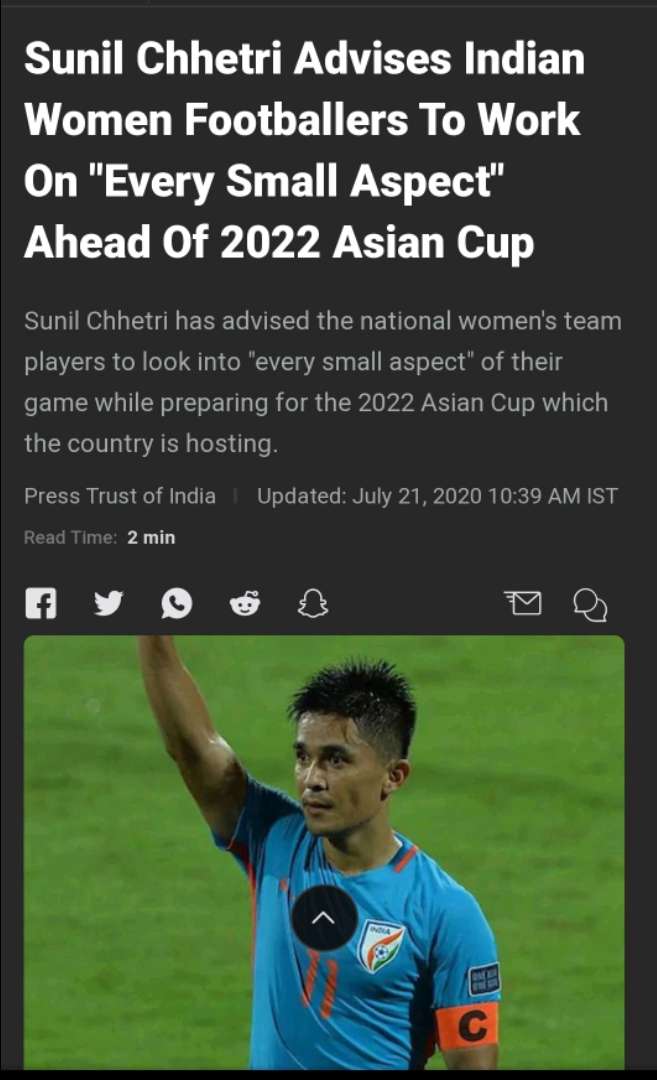 Sunil Chhetri Advises Indian
Women Footballers To Work
On "Every Small Aspect"
Ahead Of 2022 Asian Cup
Sunil Chhetri has advised the national women's team
players to look into "every small aspect" of their
game while preparing for the 2022 Asian Cup which
the country is hosting.
Press Trust of India | Updated: July 21, 2020 10:39 AM IST
Read Time: 2 min
INDIA
11
C